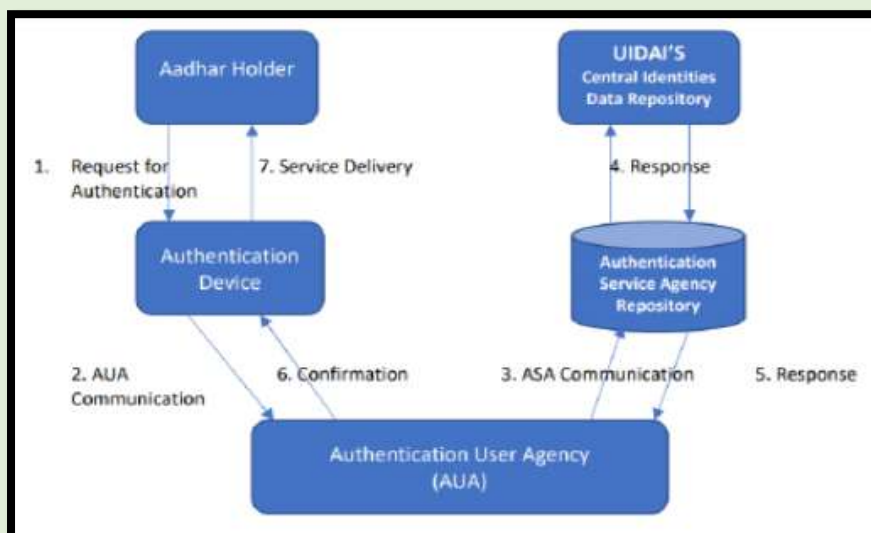 Aadhar Holder
UIDAI'S
Central Identities
Data Repository
1. Request for
Authentication
7. Service Delivery
4. Response
Authentication
Device
Authentication
Service Agency
Repository
2. AUA
Communication
6. Confirmation
3. ASA Communication
5. Response
Authentication User Agency
(AUA)